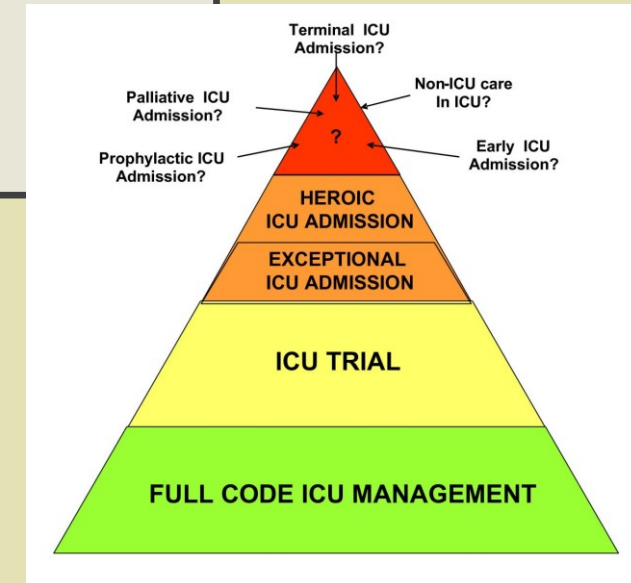 Terminal ICU
Admission?
Non-ICU care
In ICU?
Palliative ICU
Admission?
?
Early ICU
Admission?
Prophylactic ICU
Admission?
HEROIC
ICU ADMISSION
EXCEPTIONAL
ICU ADMISSION
ICU TRIAL
FULL CODE ICU MANAGEMENT